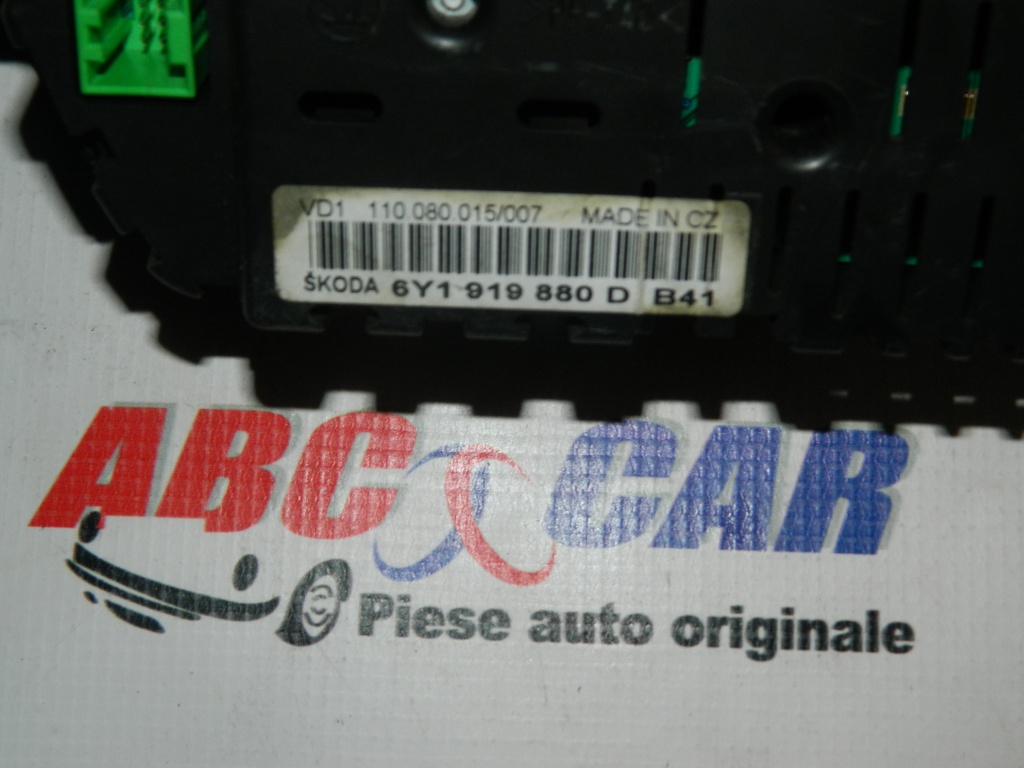 VD1 110.080.015/007 MADE IN CZ
ŠKODA 6Y1 919 880 D B41
ABC CAR
Piese auto originale